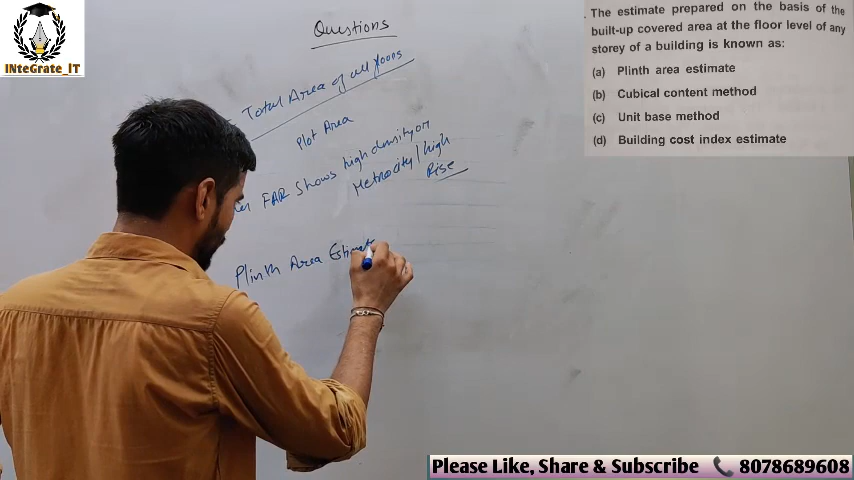 INteGrate_IT
Questions
Total Area of all floors
Plot Area
FAR Shows high density or
Metrocity / high
Rise
Plinth Area Estimate
The estimate prepared on the basis of the
built-up covered area at the floor level of any
storey of a building is known as:
(a) Plinth area estimate
(b) Cubical content method
(c) Unit base method
(d) Building cost index estimate
Please Like, Share & Subscribe 8078689608